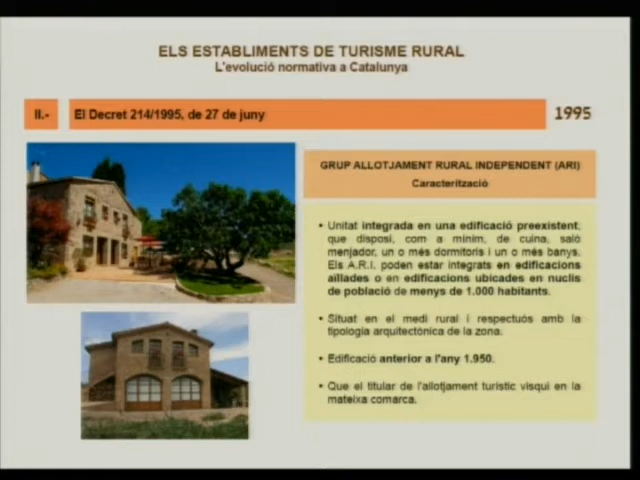 ELS ESTABLIMENTS DE TURISME RURAL
L'evolució normativa a Catalunya
II.- El Decret 214/1995, de 27 de juny 1995
GRUP ALLOTJAMENT RURAL INDEPENDENT (ARI)
Caracterització
• Unitat integrada en una edificació preexistent,
que disposi, com a mínim, de cuina, saló
menjador, un o més dormitoris i un o més banys.
Els A.R.I. poden estar integrats en edificacions
aïllades o en edificacions ubicades en nuclis
de població de menys de 1.000 habitants.
• Situat en el medi rural i respectuós amb la
tipologia arquitectònica de la zona.
• Edificació anterior a l'any 1.950.
• Que el titular de l'allotjament turístic visqui en la
mateixa comarca.